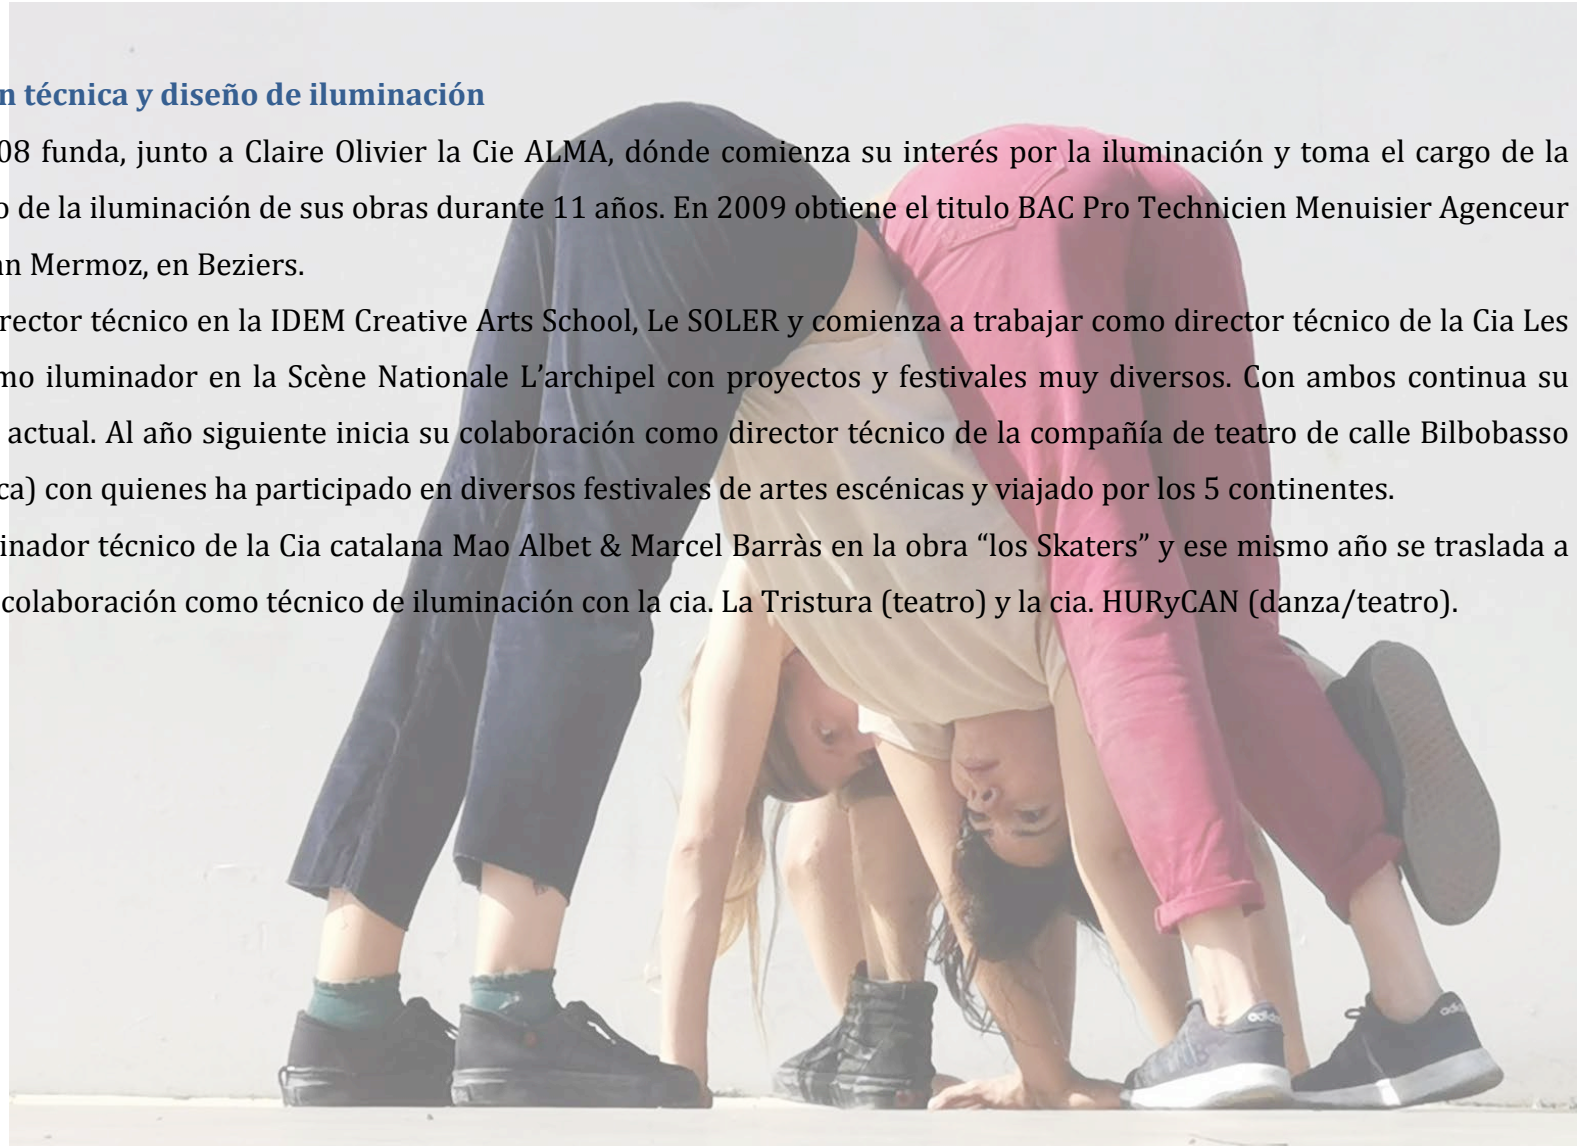 n técnica y diseño de iluminación
08 funda, junto a Claire Olivier la Cie ALMA, dónde comienza su interés por la iluminación y toma el cargo de la
o de la iluminación de sus obras durante 11 años. En 2009 obtiene el titulo BAC Pro Technicien Menuisier Agenceur
an Mermoz, en Beziers.
rector técnico en la IDEM Creative Arts School, Le SOLER y comienza a trabajar como director técnico de la Cia Les
mo iluminador en la Scène Nationale L’archipel con proyectos y festivales muy diversos. Con ambos continua su
actual. Al año siguiente inicia su colaboración como director técnico de la compañía de teatro de calle Bilbobasso
ca) con quienes ha participado en diversos festivales de artes escénicas y viajado por los 5 continentes.
inador técnico de la Cia catalana Mao Albet & Marcel Barràs en la obra “los Skaters” y ese mismo año se traslada a
colaboración como técnico de iluminación con la cia. La Tristura (teatro) y la cia. HURyCAN (danza/teatro).
adidas